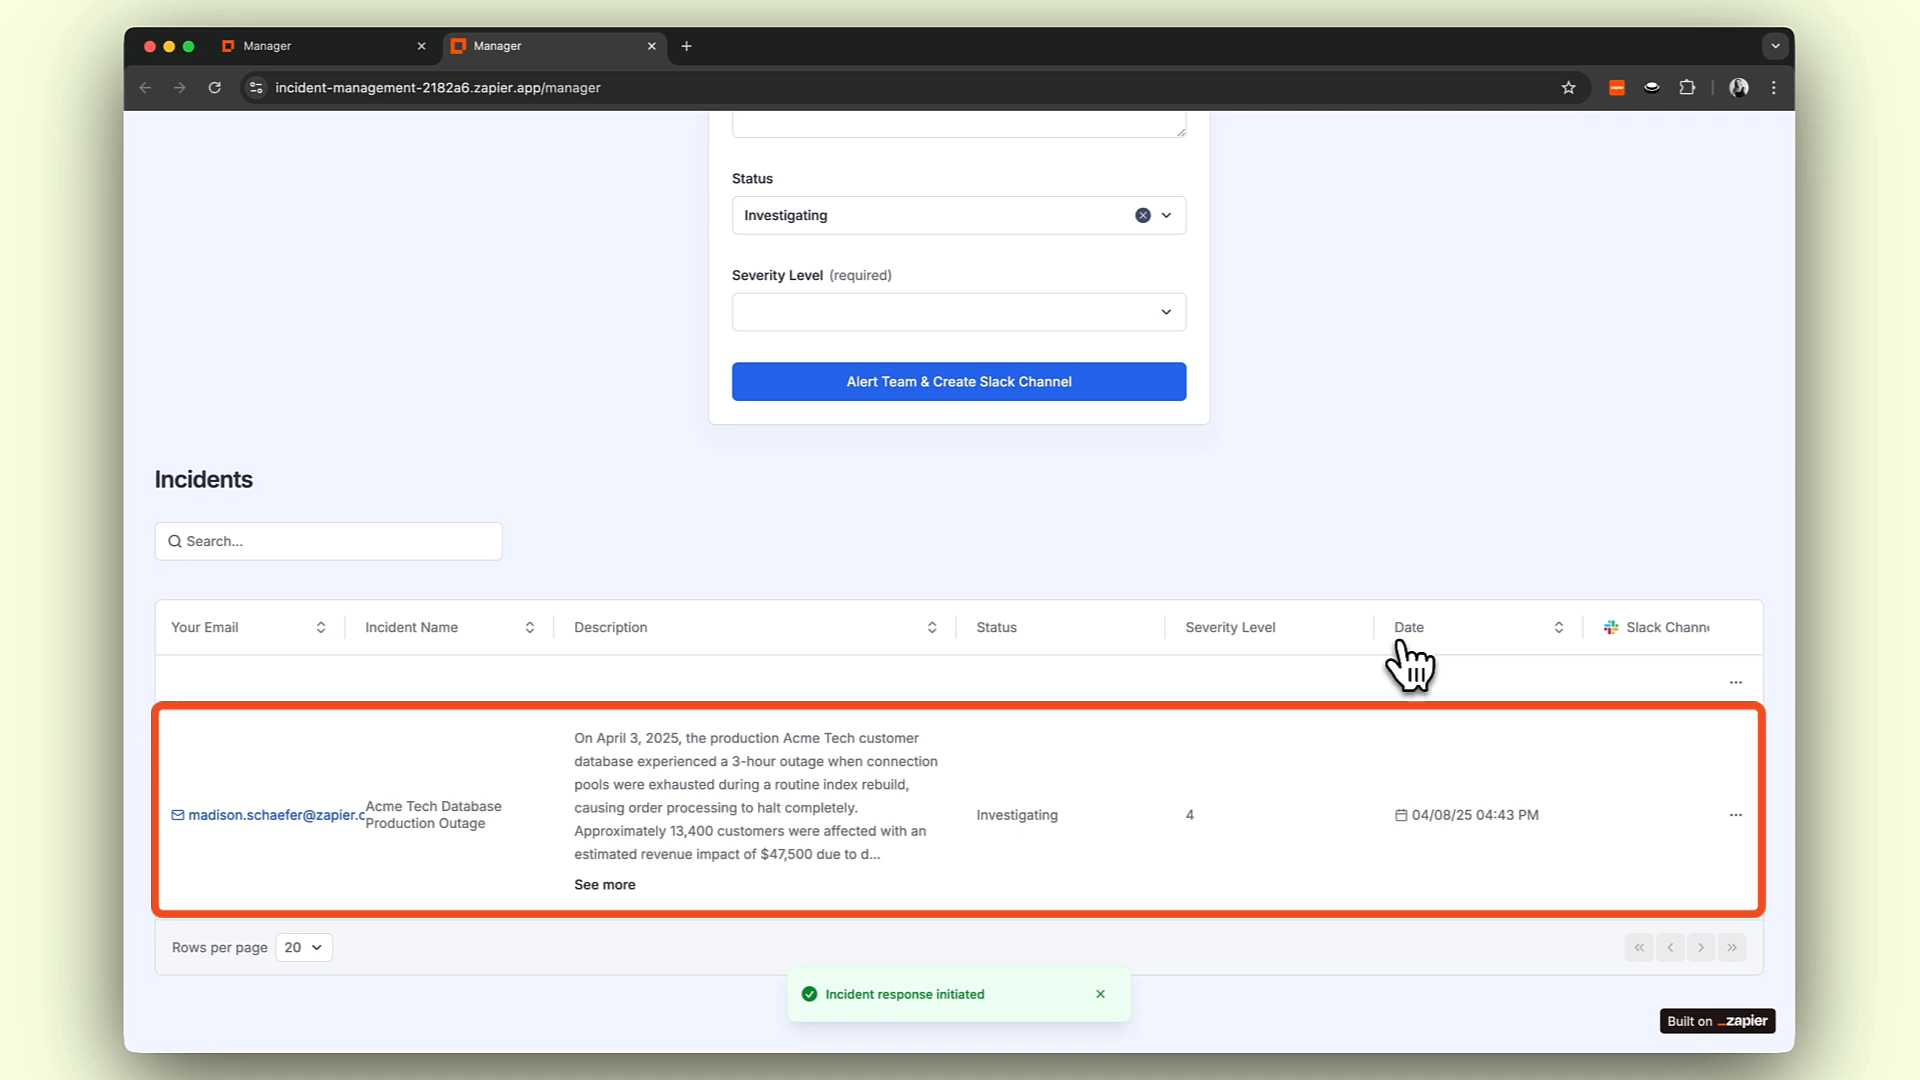 Manager
Manager
incident-management-2182a6.zapier.app/manager
Status
Investigating
Severity Level (required)
Alert Team & Create Slack Channel
Incidents
Search...
Your Email
Incident Name
Description
Status
Severity Level
Date
Slack Chann
...
madison.schaefer@zapier.c
Acme Tech Database
Production Outage
On April 3, 2025, the production Acme Tech customer
database experienced a 3-hour outage when connection
pools were exhausted during a routine index rebuild,
causing order processing to halt completely.
Approximately 13,400 customers were affected with an
estimated revenue impact of $47,500 due to d...
See more
Investigating
4
04/08/25 04:43 PM
...
Rows per page 20
Incident response initiated
Built on _zapier